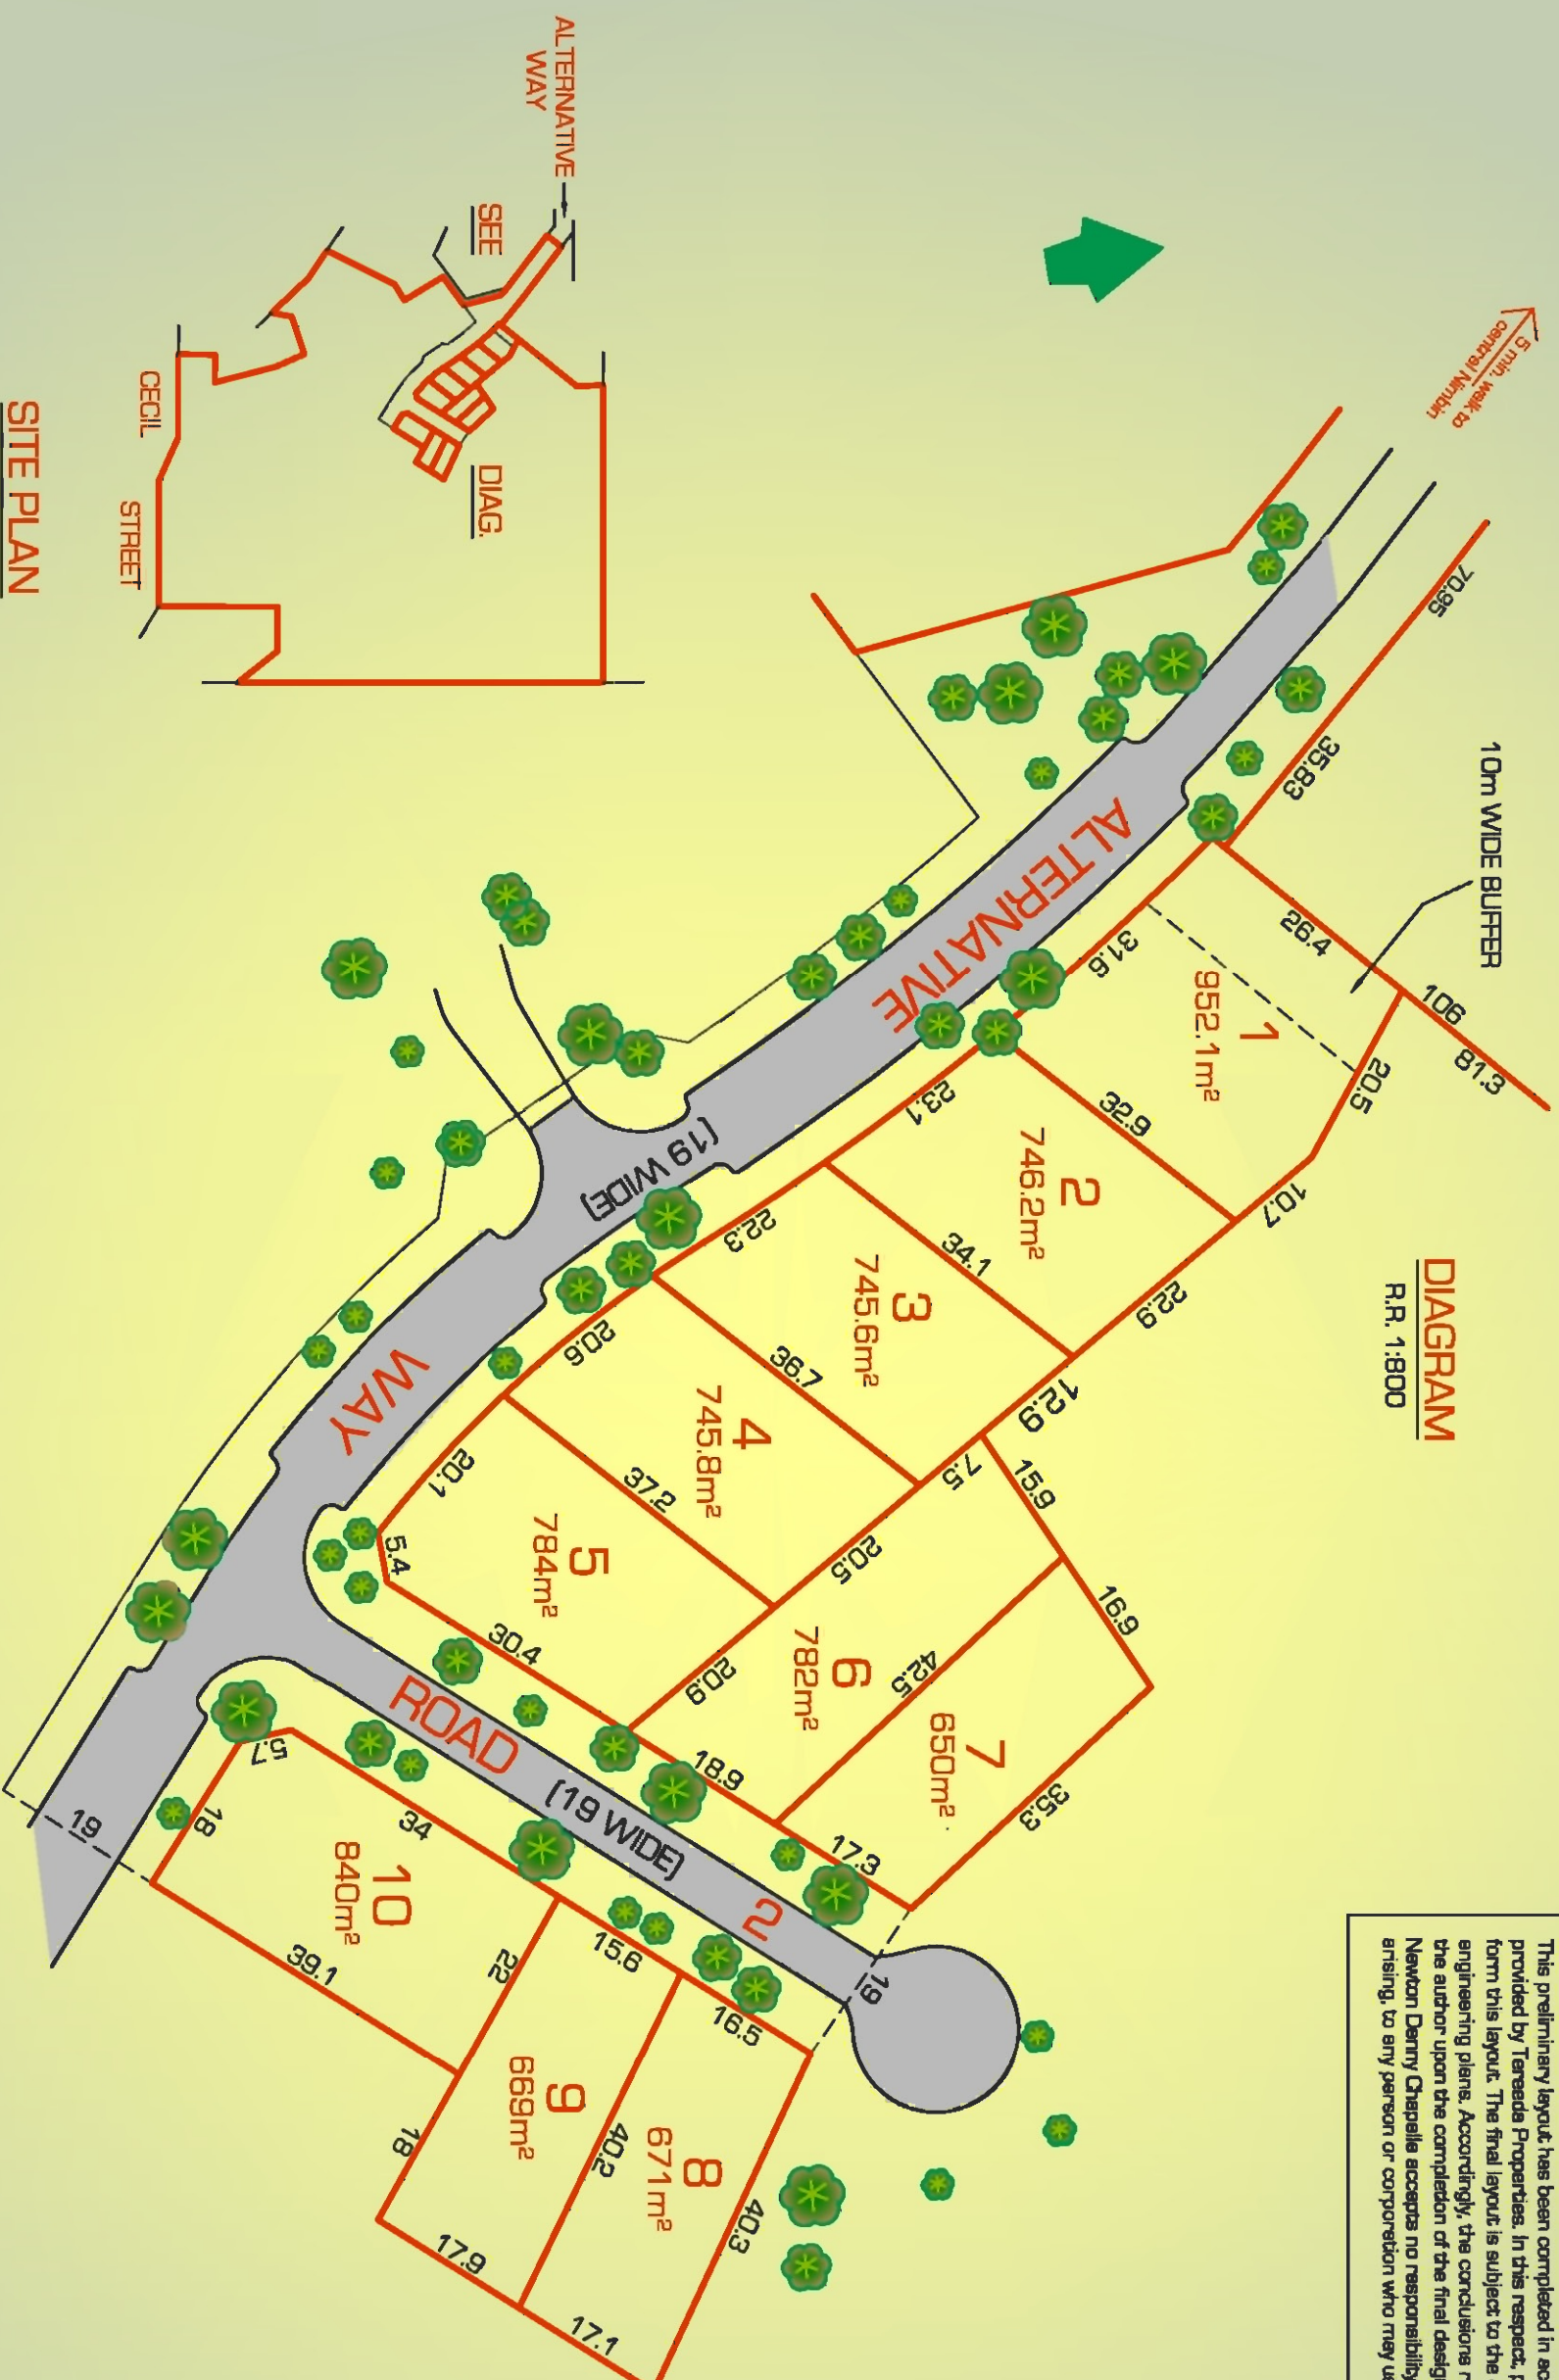 5 min. walk to
central Nimbin
ALTERNATIVE
WAY
SEE
DIAG.
CECIL
STREET
SITE PLAN
10m WIDE BUFFER
DIAGRAM
R.R. 1:800
70.95
35.83
26.4
106
81.3
20.5
10.7
31.6
1
952.1m²
32.9
23.1
2
746.2m²
22.9
34.1
22.3
3
745.6m²
12.9
7.5
36.7
20.6
4
745.8m²
20.5
37.2
20.1
5.4
5
784m²
30.4
20.9
6
782m²
15.9
42.5
18.9
16.9
7
650m²
35.3
17.3
ALTERNATIVE
(19 WIDE)
WAY
ROAD
(19 WIDE)
2
19
19
5.7
18
34
10
840m²
39.1
22
15.6
9
669m²
18
17.9
40.2
16.5
8
671m²
40.3
17.1
This preliminary layout has been completed in
provided by Tereeda Properties. In this respect,
form this layout. The final layout is subject to the
engineering plans. Accordingly, the conclusions
the author upon the completion of the final
Newton Denny Chapelle accepts no responsibility
arising, to any person or corporation who may